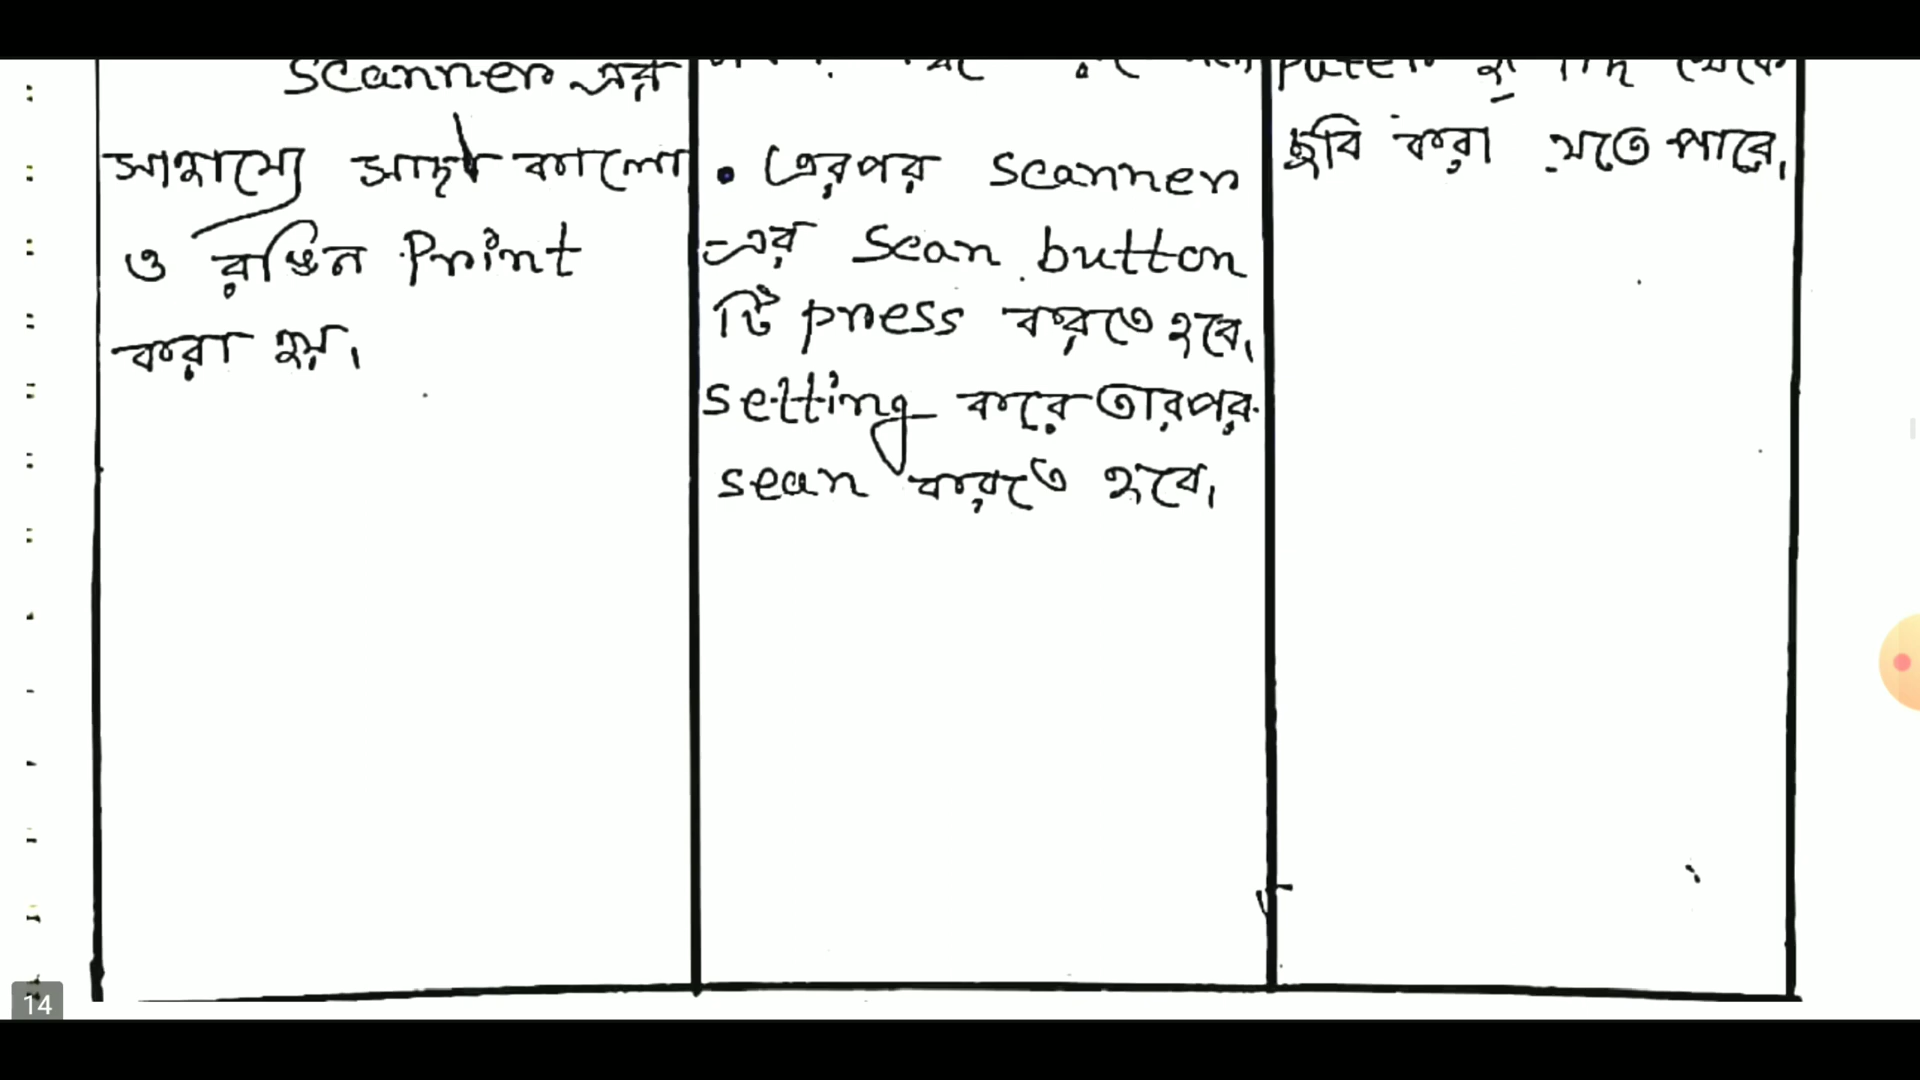 Scanner এর
সাহায্যে সাদা কালো
ও রঙিন Print
করা হয়।
• এরপর Scanner
এর Scan button
টি press করতে হবে।
setting করে তারপর
scan করতে হবে।
থেকে
ছবি করা যেতে পারে।
14